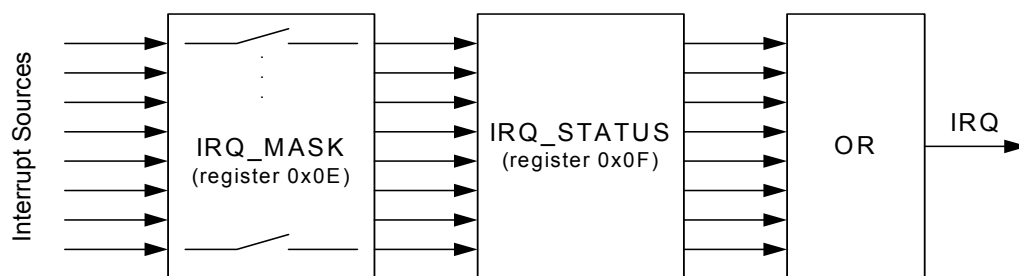 Interrupt Sources
IRQ_MASK
(register 0x0E)
IRQ_STATUS
(register 0x0F)
OR
IRQ